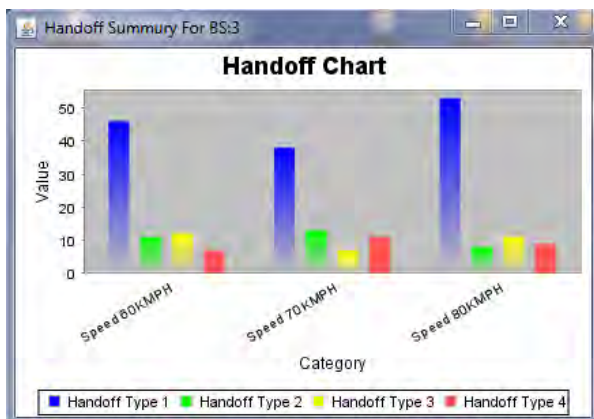 Handoff Summury For BS:3
Handoff Chart
50
40
30
20
10
0
Value
Speed 60KMPH
Speed 70KMPH
Speed 80KMPH
Category
Handoff Type 1 Handoff Type 2 Handoff Type 3 Handoff Type 4